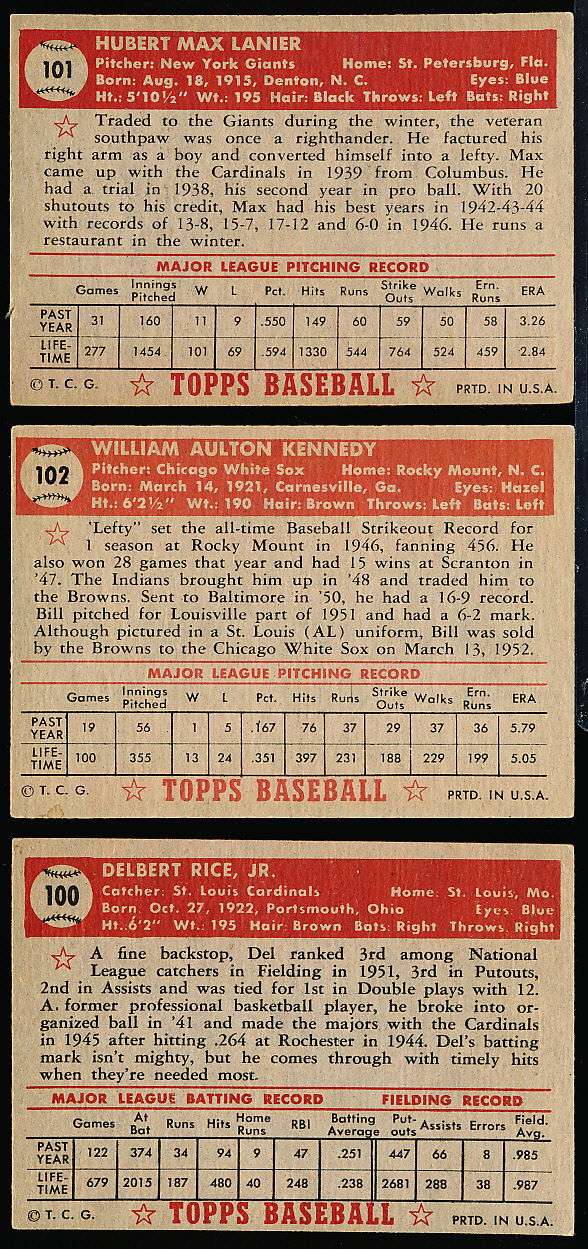 101
HUBERT MAX LANIER
Pitcher: New York Giants Home: St. Petersburg, Fla.
Born: Aug. 18, 1915, Denton, N. C. Eyes: Blue
Ht.: 5'10½" Wt.: 195 Hair: Black Throws: Left Bats: Right
Traded to the Giants during the winter, the veteran
southpaw was once a righthander. He factured his
right arm as a boy and converted himself into a lefty. Max
came up with the Cardinals in 1939 from Columbus. He
had a trial in 1938, his second year in pro ball. With 20
shutouts to his credit, Max had his best years in 1942-43-44
with records of 13-8, 15-7, 17-12 and 6-0 in 1946. He runs a
restaurant in the winter.
MAJOR LEAGUE PITCHING RECORD
Games Innings Pitched W L Pct. Hits Runs Strike Outs Walks Ern. Runs ERA
PAST YEAR 31 160 11 9 .550 149 60 59 50 58 3.26
LIFE-TIME 277 1454 101 69 .594 1330 544 764 524 459 2.84
© T. C. G. TOPPS BASEBALL PRTD. IN U.S.A.
102
WILLIAM AULTON KENNEDY
Pitcher: Chicago White Sox Home: Rocky Mount, N. C.
Born: March 14, 1921, Carnesville, Ga. Eyes: Hazel
Ht.: 6'2½" Wt.: 190 Hair: Brown Throws: Left Bats: Left
'Lefty" set the all-time Baseball Strikeout Record for
1 season at Rocky Mount in 1946, fanning 456. He
also won 28 games that year and had 15 wins at Scranton in
'47. The Indians brought him up in '48 and traded him to
the Browns. Sent to Baltimore in '50, he had a 16-9 record.
Bill pitched for Louisville part of 1951 and had a 6-2 mark.
Although pictured in a St. Louis (AL) uniform, Bill was sold
by the Browns to the Chicago White Sox on March 13, 1952.
MAJOR LEAGUE PITCHING RECORD
Games Innings Pitched W L Pct. Hits Runs Strike Outs Walks Ern. Runs ERA
PAST YEAR 19 56 1 5 .167 76 37 29 37 36 5.79
LIFE-TIME 100 355 13 24 .351 397 231 188 229 199 5.05
© T. C. G. TOPPS BASEBALL PRTD. IN U.S.A.
100
DELBERT RICE, JR.
Catcher: St. Louis Cardinals Home: St. Louis, Mo.
Born: Oct. 27, 1922, Portsmouth, Ohio Eyes: Blue
Ht.: 6'2" Wt.: 195 Hair: Brown Bats: Right Throws: Right
A fine backstop, Del ranked 3rd among National
League catchers in Fielding in 1951, 3rd in Putouts,
2nd in Assists and was tied for 1st in Double plays with 12.
A. former professional basketball player, he broke into or-
ganized ball in '41 and made the majors with the Cardinals
in 1945 after hitting .264 at Rochester in 1944. Del's batting
mark isn't mighty, but he comes through with timely hits
when they're needed most.
MAJOR LEAGUE BATTING RECORD FIELDING RECORD
Games At Bat Runs Hits Home Runs RBI Batting Average Put-outs Assists Errors Field. Avg.
PAST YEAR 122 374 34 94 9 47 .251 447 66 8 .985
LIFE-TIME 679 2015 187 480 40 248 .238 2681 288 38 .987
© T. C. G. TOPPS BASEBALL PRTD. IN U.S.A.